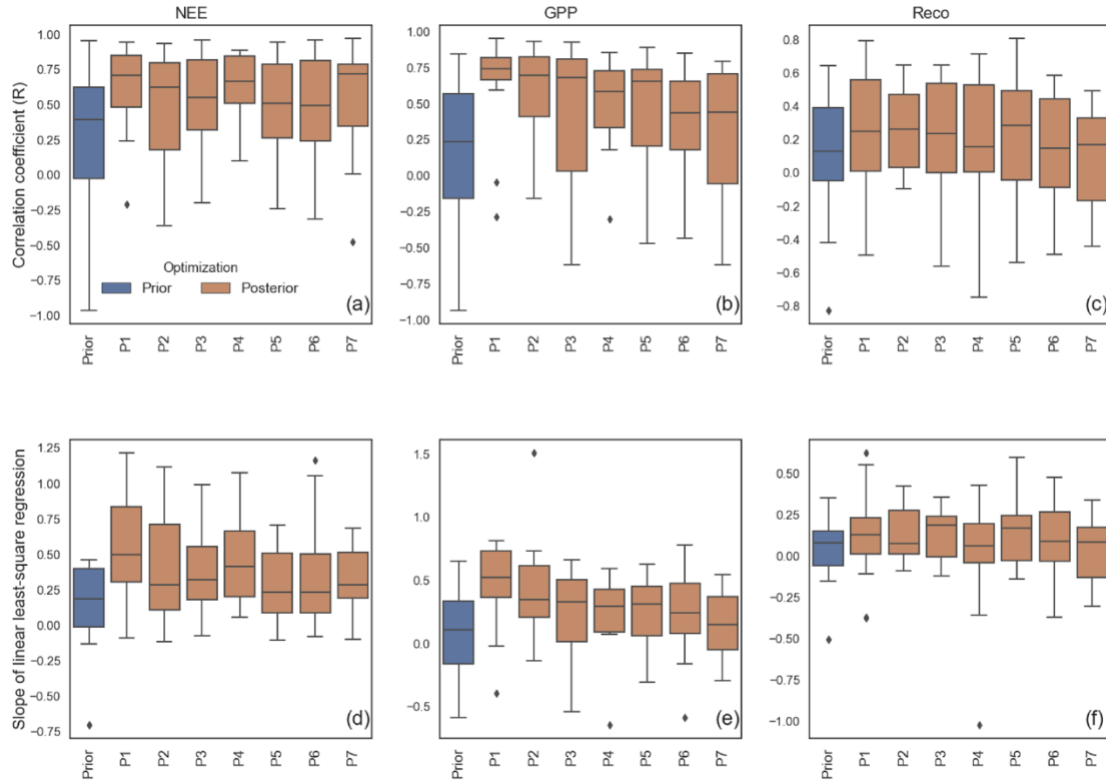 NEE
GPP
Reco
Correlation coefficient (R)
1.00
0.75
0.50
0.25
0.00
−0.25
−0.50
−0.75
−1.00
Optimization
Prior
Posterior
(a)
Prior
P1
P2
P3
P4
P5
P6
P7
1.00
0.75
0.50
0.25
0.00
−0.25
−0.50
−0.75
−1.00
(b)
Prior
P1
P2
P3
P4
P5
P6
P7
0.8
0.6
0.4
0.2
0.0
−0.2
−0.4
−0.6
−0.8
(c)
Prior
P1
P2
P3
P4
P5
P6
P7
Slope of linear least-square regression
1.25
1.00
0.75
0.50
0.25
0.00
−0.25
−0.50
−0.75
(d)
Prior
P1
P2
P3
P4
P5
P6
P7
1.5
1.0
0.5
0.0
−0.5
(e)
Prior
P1
P2
P3
P4
P5
P6
P7
0.50
0.25
0.00
−0.25
−0.50
−0.75
−1.00
(f)
Prior
P1
P2
P3
P4
P5
P6
P7